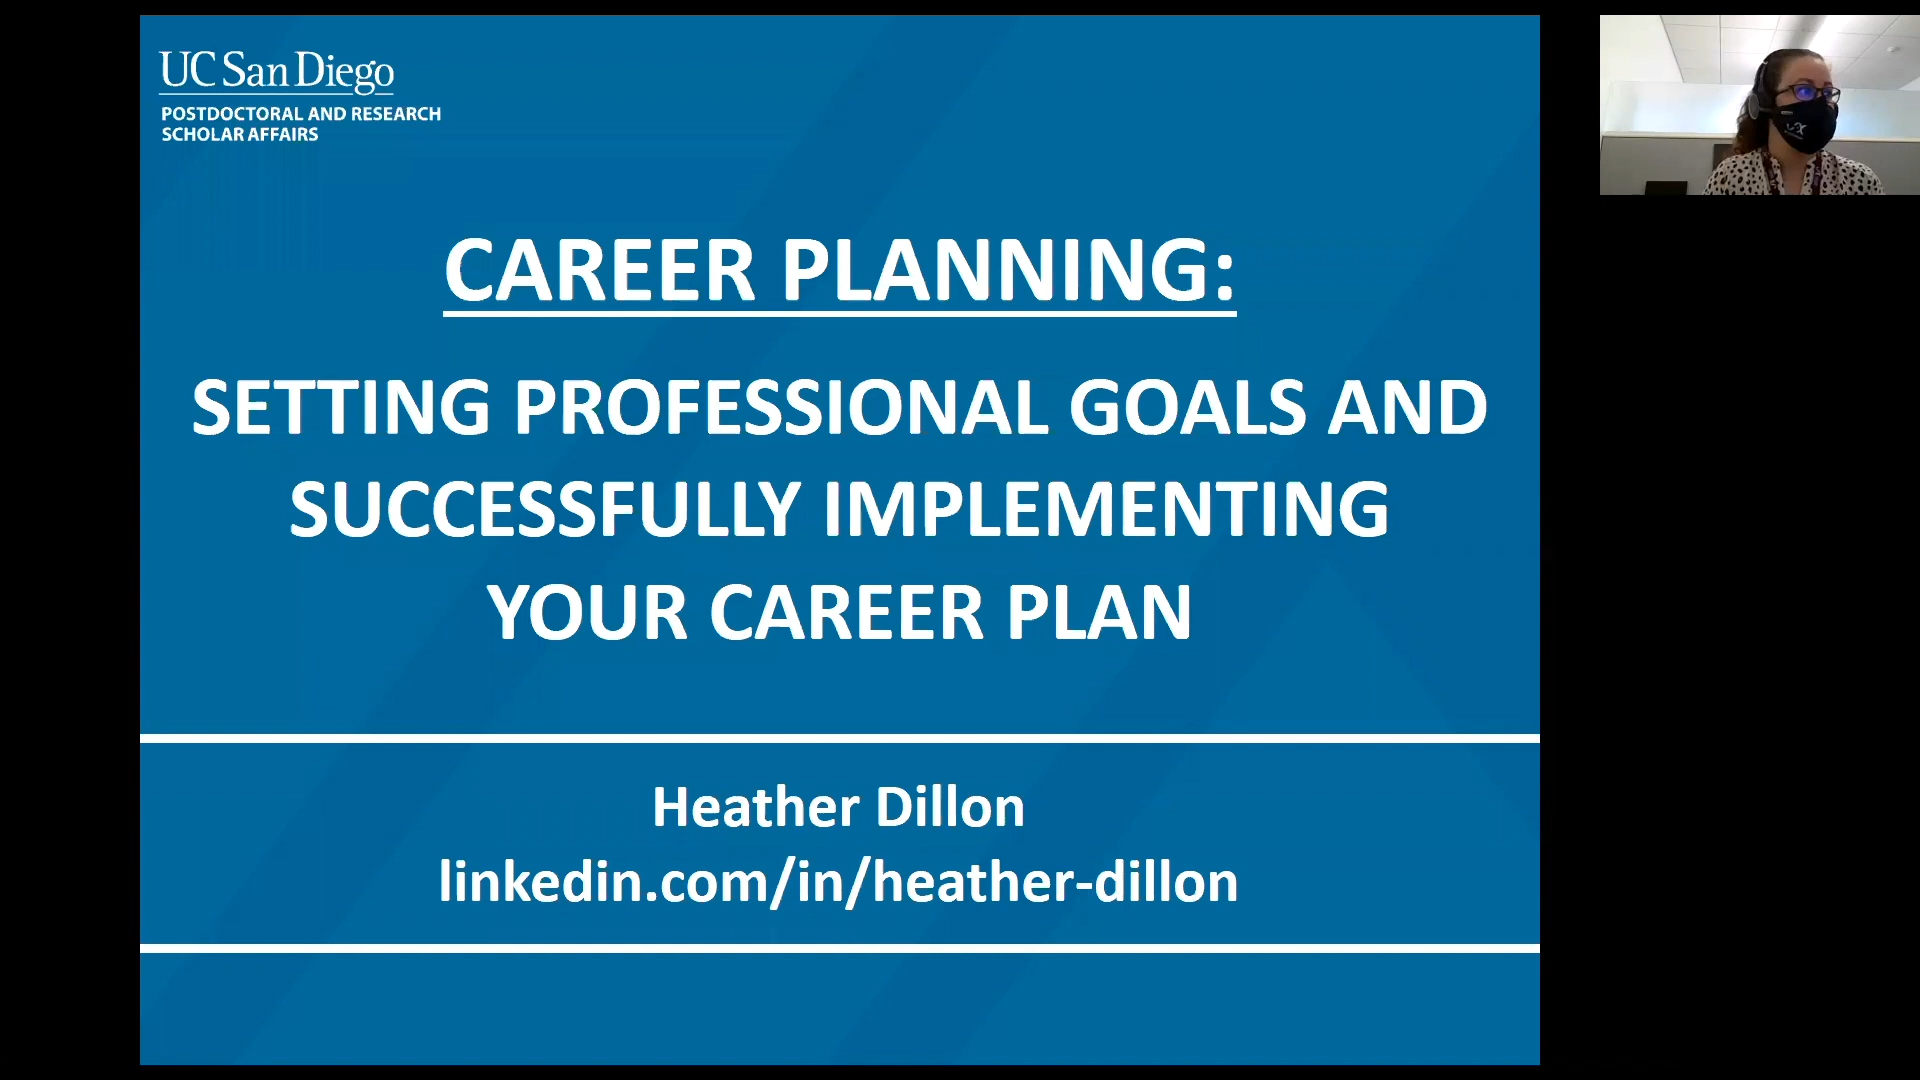 UC San Diego
POSTDOCTORAL AND RESEARCH
SCHOLAR AFFAIRS
CAREER PLANNING:
SETTING PROFESSIONAL GOALS AND
SUCCESSFULLY IMPLEMENTING
YOUR CAREER PLAN
Heather Dillon
linkedin.com/in/heather-dillon